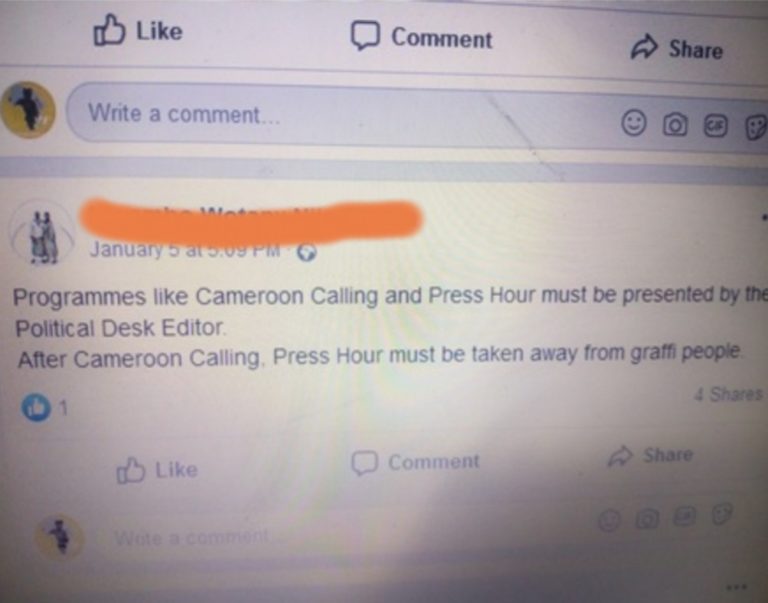 Like Comment Share
Write a comment...
GIF
January 5 at 5:09 PM
Programmes like Cameroon Calling and Press Hour must be presented by the
Political Desk Editor.
After Cameroon Calling, Press Hour must be taken away from graffi people.
1 4 Shares
Like Comment Share
Write a comment...
GIF